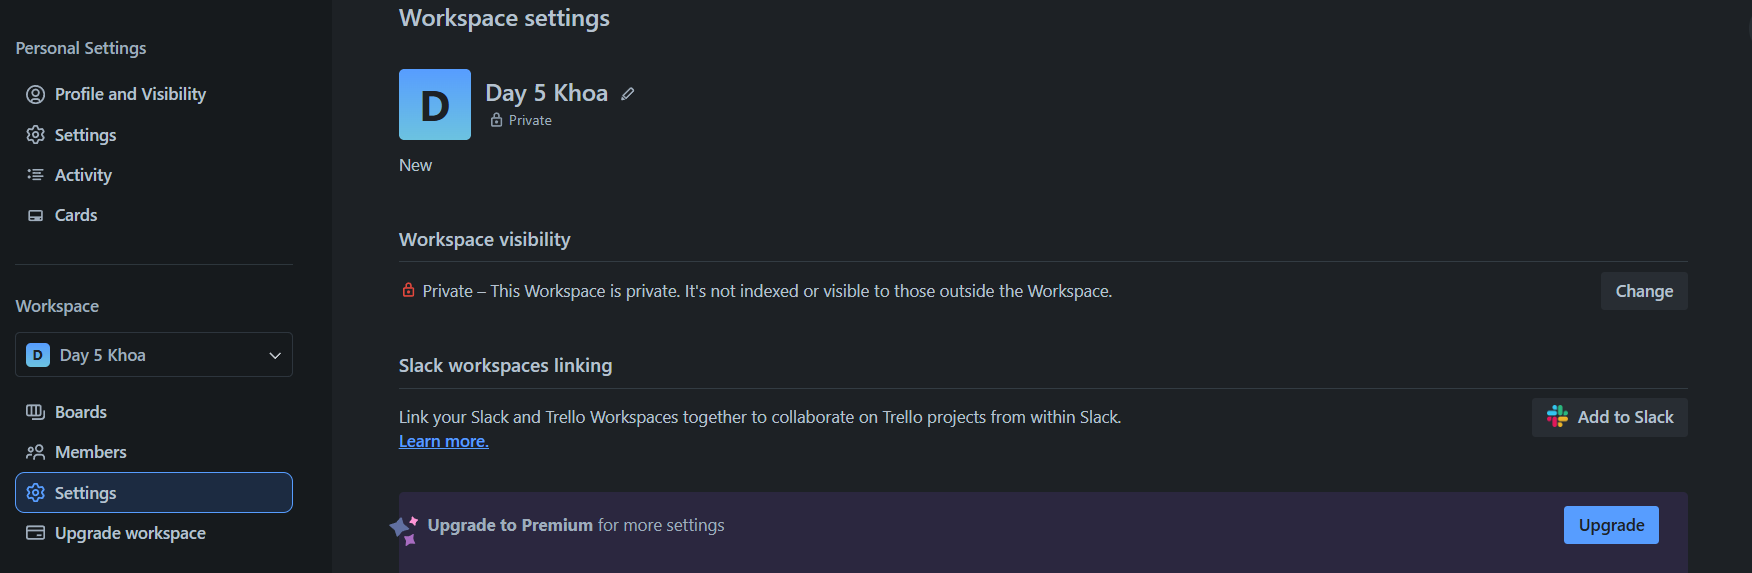 Personal Settings
Profile and Visibility
Settings
Activity
Cards
Workspace
D
Day 5 Khoa
Boards
Members
Settings
Upgrade workspace
Workspace settings
D
Day 5 Khoa
Private
New
Workspace visibility
Private – This Workspace is private. It's not indexed or visible to those outside the Workspace.
Change
Slack workspaces linking
Link your Slack and Trello Workspaces together to collaborate on Trello projects from within Slack.
Learn more.
Add to Slack
Upgrade to Premium for more settings
Upgrade